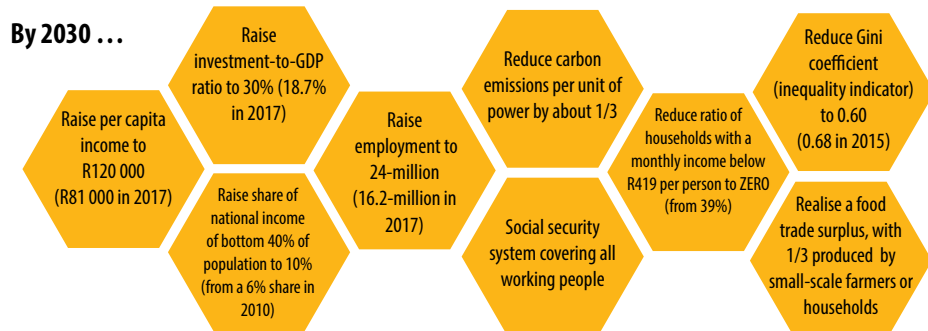 By 2030 ...
Raise per capita
income to
R120 000
(R81 000 in 2017)
Raise
investment-to-GDP
ratio to 30% (18.7%
in 2017)
Raise share of
national income
of bottom 40% of
population to 10%
(from a 6% share in
2010)
Raise
employment to
24-million
(16.2-million in
2017)
Reduce carbon
emissions per unit of
power by about 1/3
Social security
system covering all
working people
Reduce ratio of
households with a
monthly income below
R419 per person to ZERO
(from 39%)
Reduce Gini
coefficient
(inequality indicator)
to 0.60
(0.68 in 2015)
Realise a food
trade surplus, with
1/3 produced by
small-scale farmers or
households